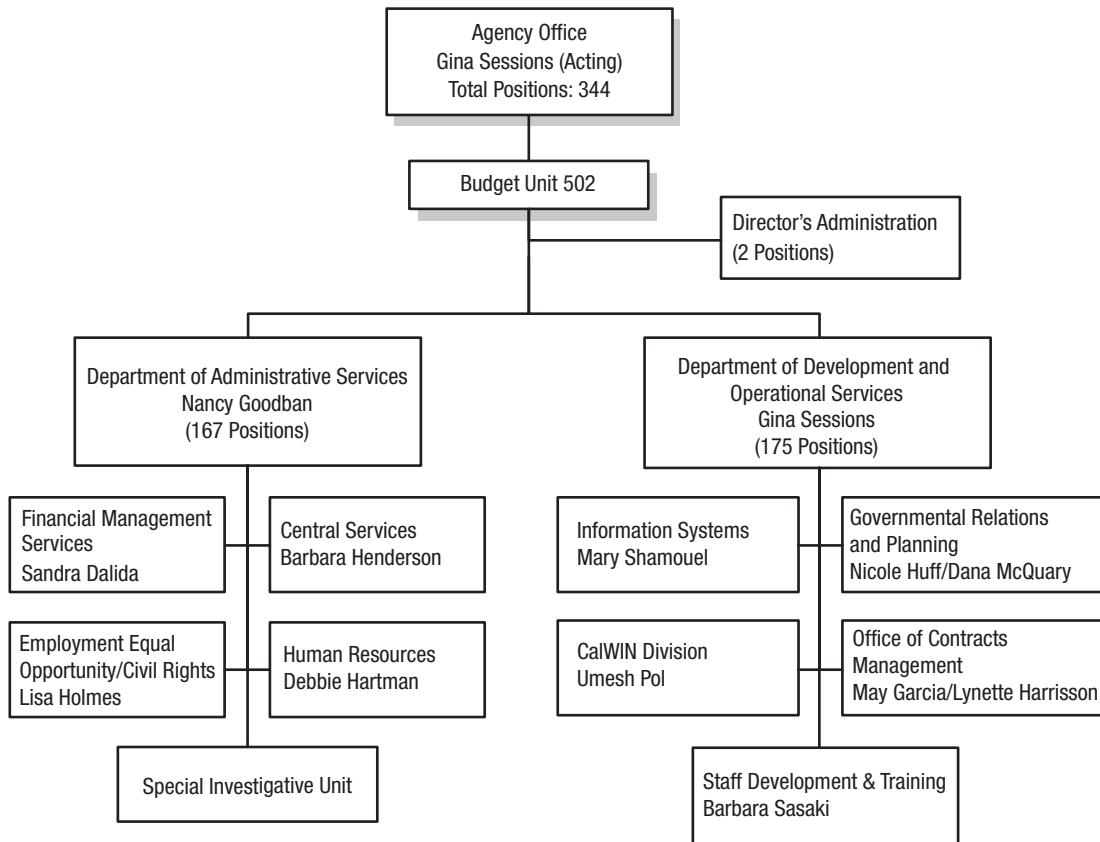 Agency Office
Gina Sessions (Acting)
Total Positions: 344
Budget Unit 502
Director’s Administration
(2 Positions)
Department of Administrative Services
Nancy Goodban
(167 Positions)
Department of Development and
Operational Services
Gina Sessions
(175 Positions)
Financial Management
Services
Sandra Dalida
Central Services
Barbara Henderson
Information Systems
Mary Shamouel
Governmental Relations
and Planning
Nicole Huff/Dana McQuary
Employment Equal
Opportunity/Civil Rights
Lisa Holmes
Human Resources
Debbie Hartman
CalWIN Division
Umesh Pol
Office of Contracts
Management
May Garcia/Lynette Harrisson
Special Investigative Unit
Staff Development & Training
Barbara Sasaki